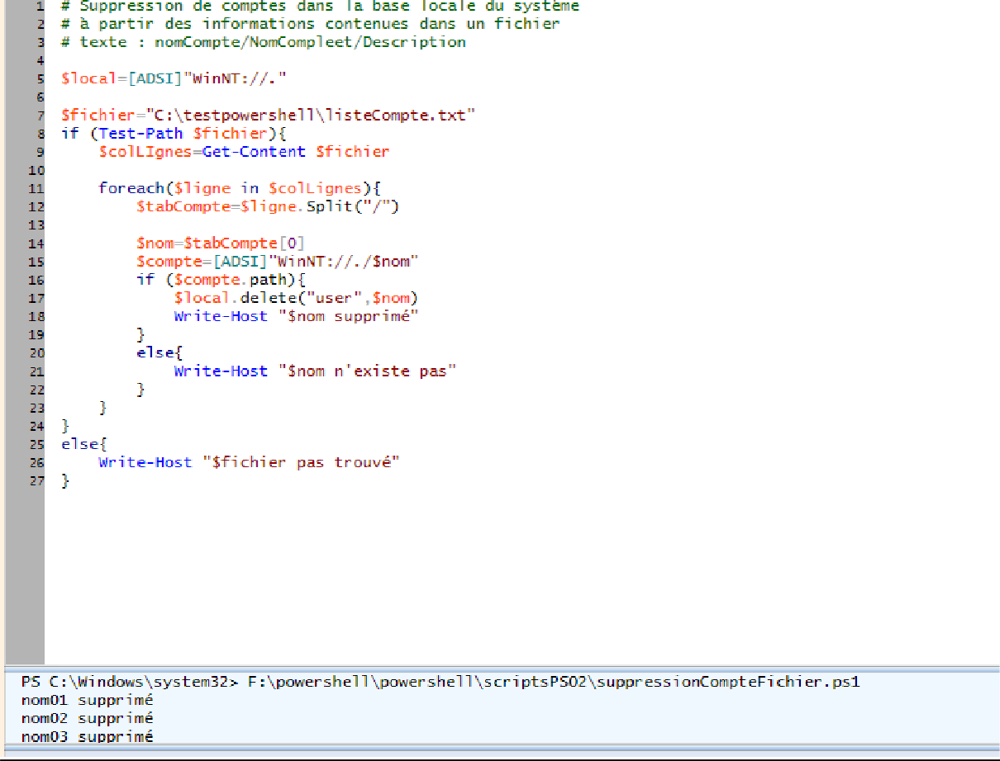 1 # Suppression de comptes dans la base locale du système
2 # à partir des informations contenues dans un fichier
3 # texte : nomCompte/NomCompleet/Description
4
5 $local=[ADSI]"WinNT://."
6
7 $fichier="C:\testpowershell\listeCompte.txt"
8 if (Test-Path $fichier){
9 $colLIgnes=Get-Content $fichier
10
11 foreach($ligne in $colLignes){
12 $tabCompte=$ligne.Split("/")
13
14 $nom=$tabCompte[0]
15 $compte=[ADSI]"WinNT://./$nom"
16 if ($compte.path){
17 $local.delete("user",$nom)
18 Write-Host "$nom supprimé"
19 }
20 else{
21 Write-Host "$nom n'existe pas"
22 }
23 }
24 }
25 else{
26 Write-Host "$fichier pas trouvé"
27 }
PS C:\Windows\system32> F:\powershell\powershell\scriptsPSO2\suppressionCompteFichier.ps1
nom01 supprimé
nom02 supprimé
nom03 supprimé